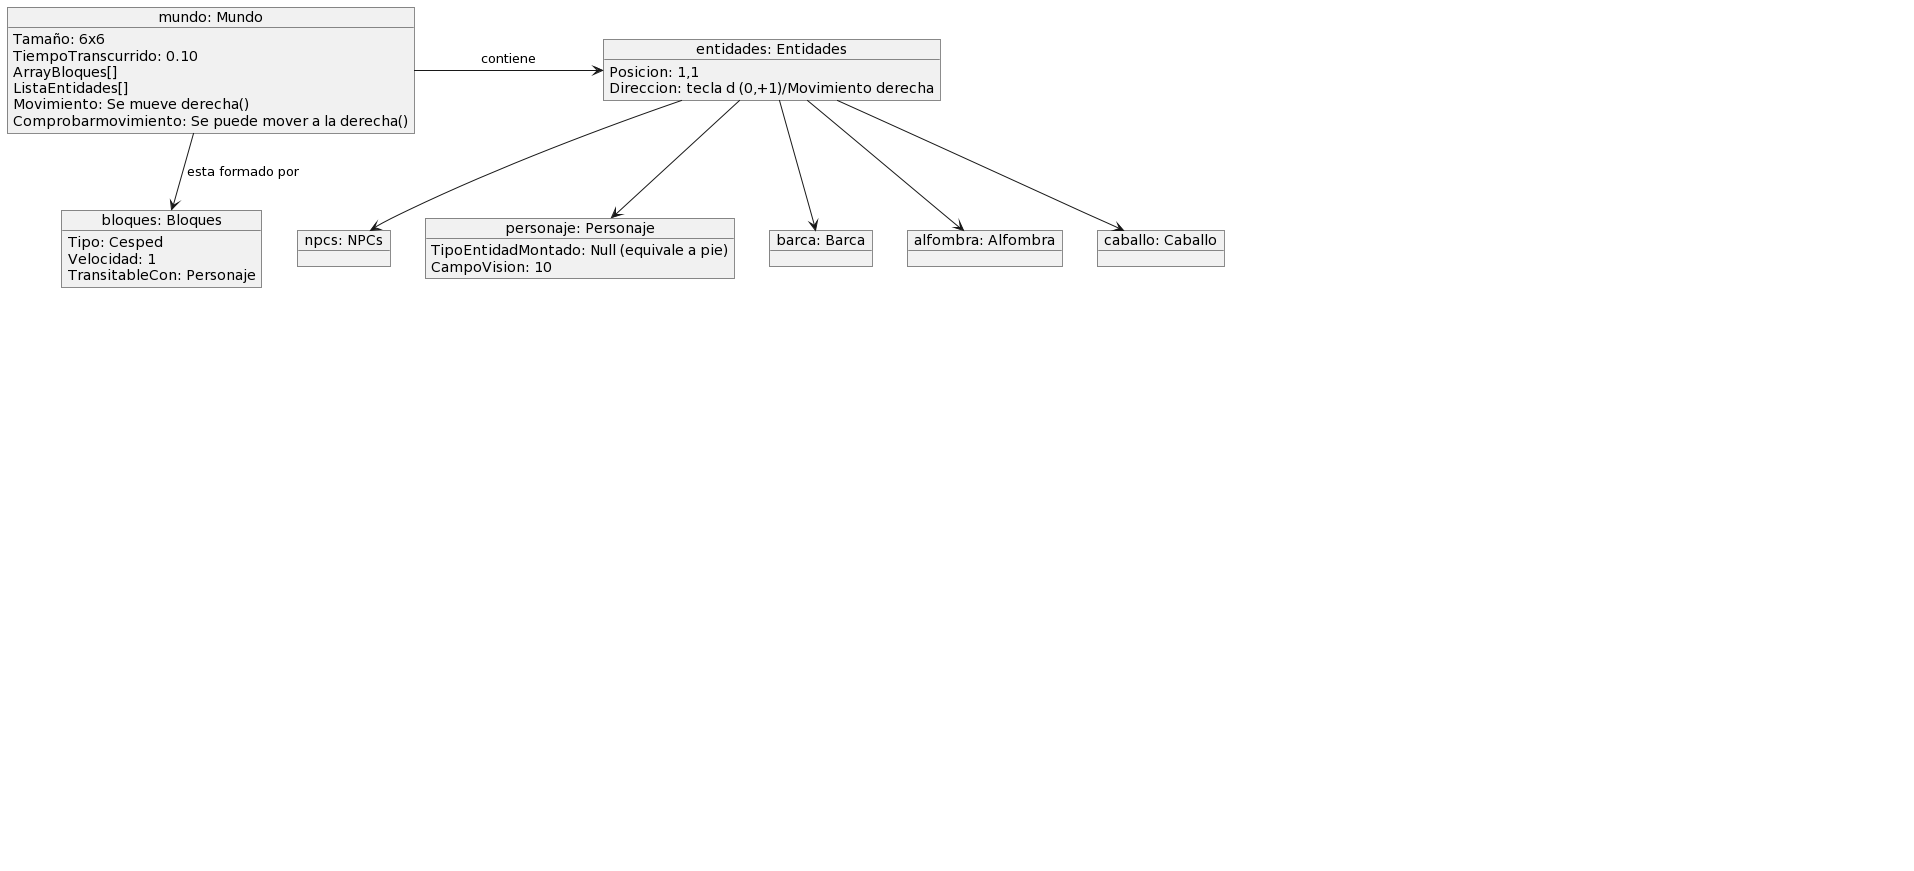 mundo: Mundo
Tamaño: 6x6
TiempoTranscurrido: 0.10
ArrayBloques[]
ListaEntidades[]
Movimiento: Se mueve derecha()
Comprobarmovimiento: Se puede mover a la derecha()
contiene
entidades: Entidades
Posicion: 1,1
Direccion: tecla d (0,+1)/Movimiento derecha
esta formado por
bloques: Bloques
Tipo: Cesped
Velocidad: 1
TransitableCon: Personaje
npcs: NPCs
personaje: Personaje
TipoEntidadMontado: Null (equivale a pie)
CampoVision: 10
barca: Barca
alfombra: Alfombra
caballo: Caballo